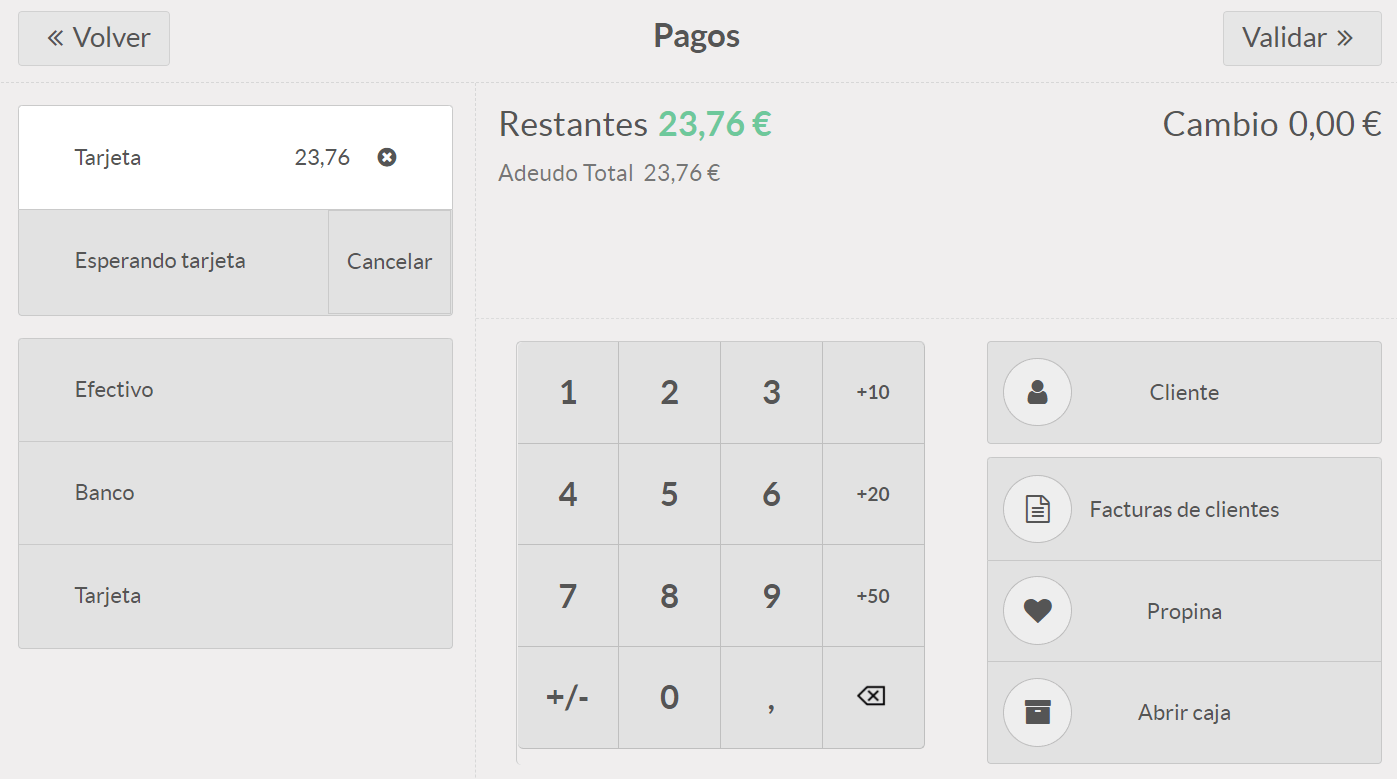 « Volver
Pagos
Validar »
Tarjeta 23,76
Esperando tarjeta Cancelar
Efectivo
Banco
Tarjeta
Restantes 23,76 €
Cambio 0,00 €
Adeudo Total 23,76 €
1 2 3 +10
4 5 6 +20
7 8 9 +50
+/- 0 ,
Cliente
Facturas de clientes
Propina
Abrir caja